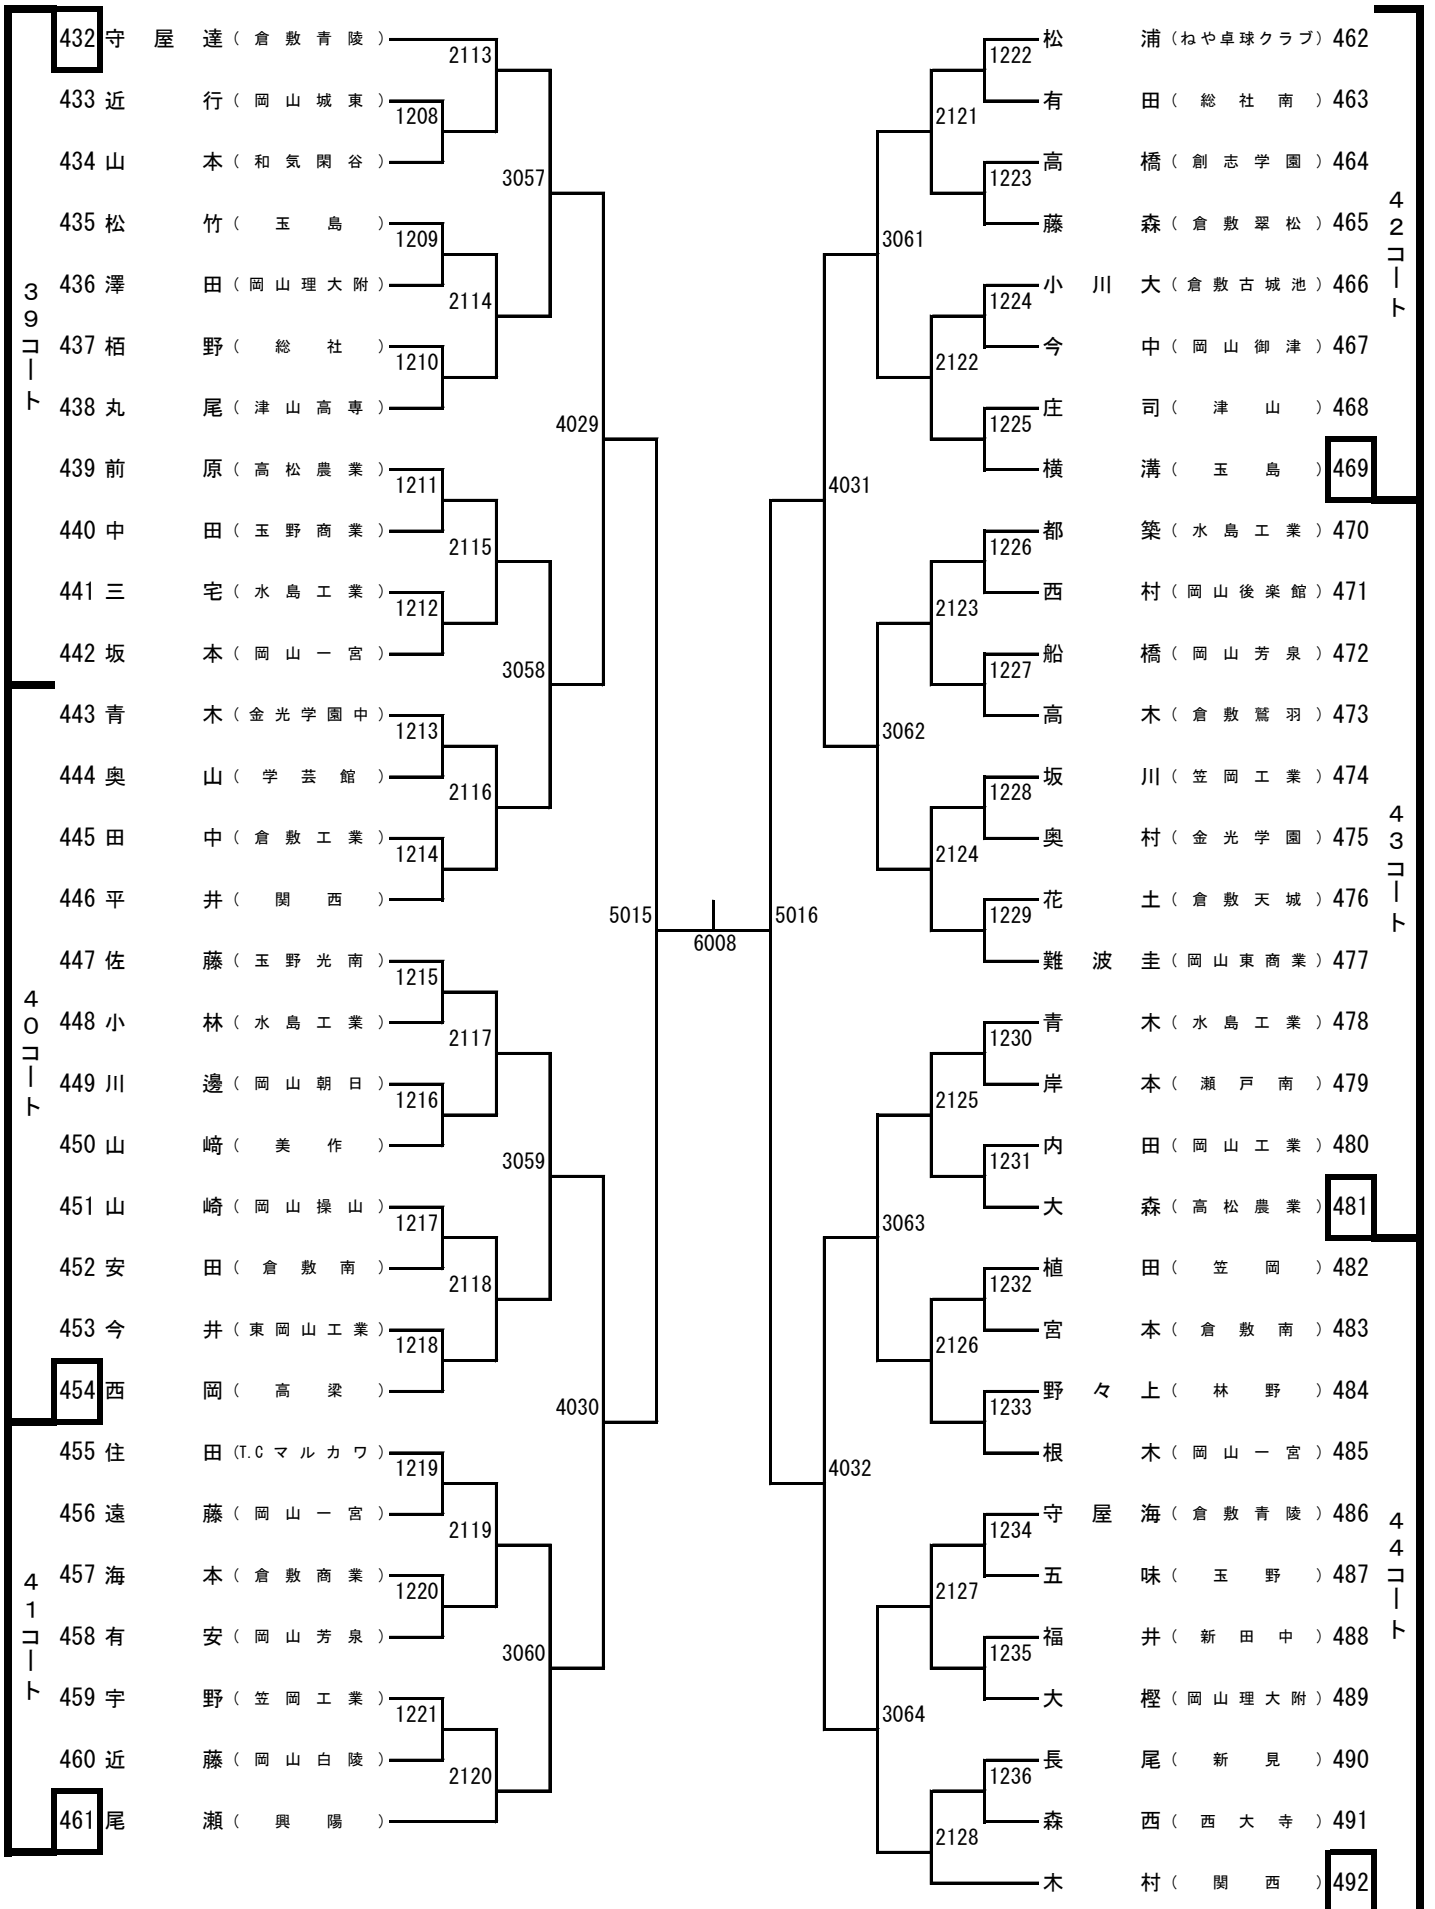 39コート
432 守屋達（倉敷青陵）
2113
433 近行（岡山城東）
1208
434 山本（和気閑谷）
3057
435 松竹（玉島）
1209
436 澤田（岡山理大附）
2114
437 栢野（総社）
1210
438 丸尾（津山高専）
4029
439 前原（高松農業）
1211
440 中田（玉野商業）
2115
441 三宅（水島工業）
1212
442 坂本（岡山一宮）
3058
40コート
443 青木（金光学園中）
1213
444 奥山（学芸館）
2116
445 田中（倉敷工業）
1214
446 平井（関西）
5015
447 佐藤（玉野光南）
1215
448 小林（水島工業）
2117
449 川邊（岡山朝日）
1216
450 山﨑（美作）
3059
451 山崎（岡山操山）
1217
452 安田（倉敷南）
2118
453 今井（東岡山工業）
1218
454 西岡（高梁）
4030
41コート
455 住田（T.Cマルカワ）
1219
456 遠藤（岡山一宮）
2119
457 海本（倉敷商業）
1220
458 有安（岡山芳泉）
3060
459 宇野（笠岡工業）
1221
460 近藤（岡山白陵）
2120
461 尾瀬（興陽）
6008
42コート
松浦（ねや卓球クラブ）462
1222
有田（総社南）463
2121
高橋（創志学園）464
1223
藤森（倉敷翠松）465
3061
小川大（倉敷古城池）466
1224
今中（岡山御津）467
2122
庄司（津山）468
1225
横溝（玉島）469
4031
43コート
都築（水島工業）470
1226
西村（岡山後楽館）471
2123
船橋（岡山芳泉）472
1227
高木（倉敷鷲羽）473
3062
坂川（笠岡工業）474
1228
奥村（金光学園）475
2124
花土（倉敷天城）476
1229
5016
難波圭（岡山東商業）477
青木（水島工業）478
1230
岸本（瀬戸南）479
2125
内田（岡山工業）480
1231
大森（高松農業）481
3063
44コート
植田（笠岡）482
1232
宮本（倉敷南）483
2126
野々上（林野）484
1233
根木（岡山一宮）485
4032
守屋海（倉敷青陵）486
1234
五味（玉野）487
2127
福井（新田中）488
1235
大樫（岡山理大附）489
3064
長尾（新見）490
1236
森西（西大寺）491
2128
木村（関西）492